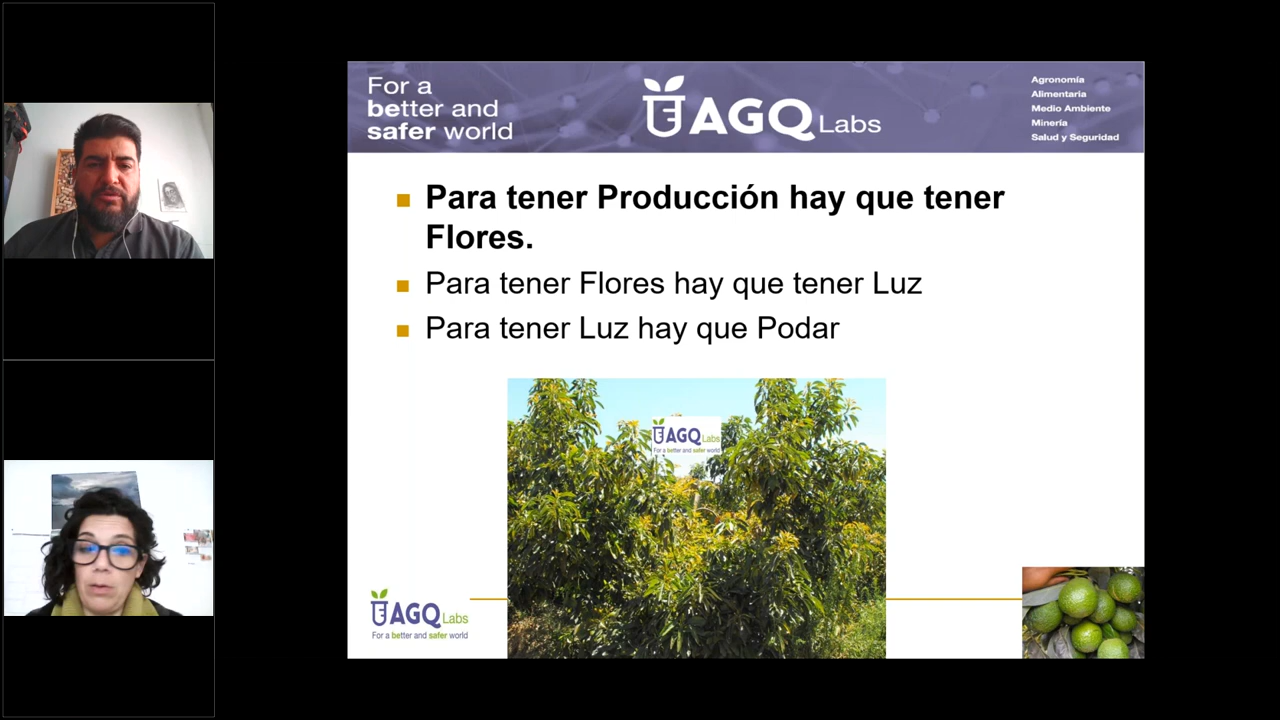 For a
better and
safer world
AGQ Labs
Agronomía
Alimentaria
Medio Ambiente
Minería
Salud y Seguridad
Para tener Producción hay que tener
Flores.
Para tener Flores hay que tener Luz
Para tener Luz hay que Podar
AGQ Labs
For a better and safer world
AGQ Labs
For a better and safer world